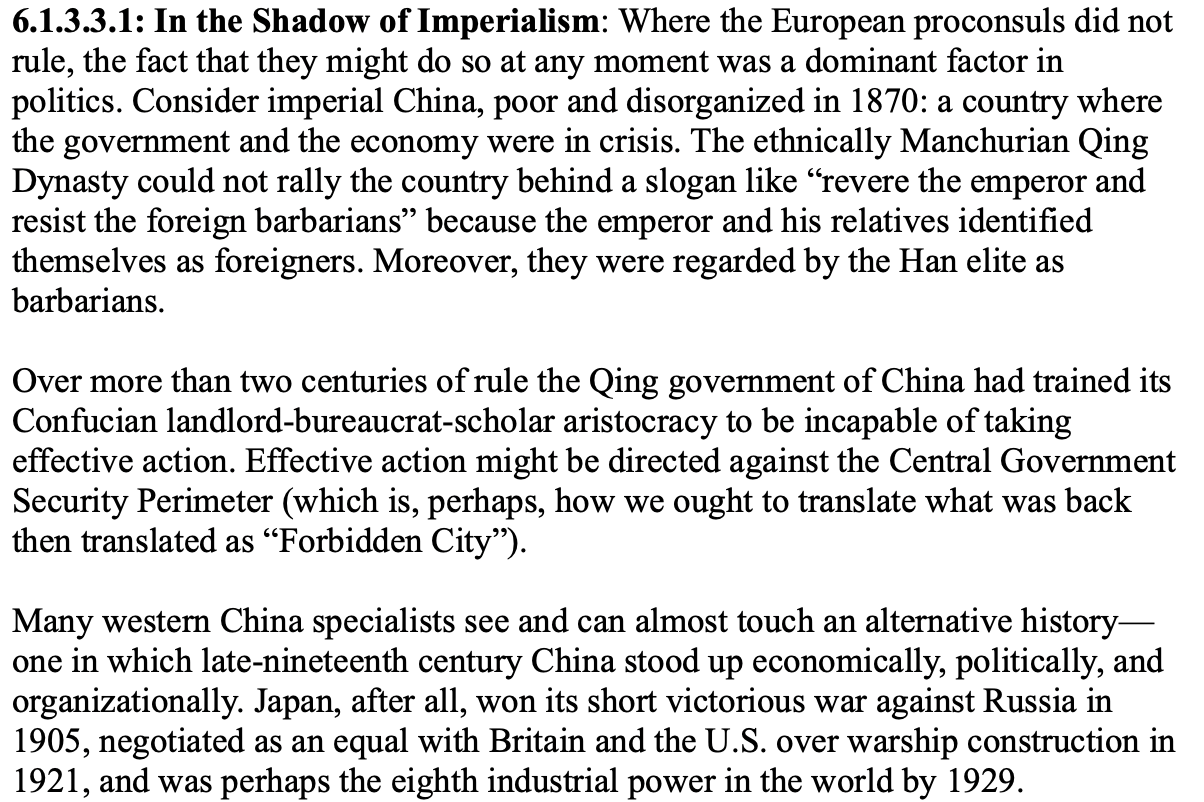 6.1.3.3.1: In the Shadow of Imperialism: Where the European proconsuls did not
rule, the fact that they might do so at any moment was a dominant factor in
politics. Consider imperial China, poor and disorganized in 1870: a country where
the government and the economy were in crisis. The ethnically Manchurian Qing
Dynasty could not rally the country behind a slogan like “revere the emperor and
resist the foreign barbarians” because the emperor and his relatives identified
themselves as foreigners. Moreover, they were regarded by the Han elite as
barbarians.
Over more than two centuries of rule the Qing government of China had trained its
Confucian landlord-bureaucrat-scholar aristocracy to be incapable of taking
effective action. Effective action might be directed against the Central Government
Security Perimeter (which is, perhaps, how we ought to translate what was back
then translated as “Forbidden City”).
Many western China specialists see and can almost touch an alternative history—
one in which late-nineteenth century China stood up economically, politically, and
organizationally. Japan, after all, won its short victorious war against Russia in
1905, negotiated as an equal with Britain and the U.S. over warship construction in
1921, and was perhaps the eighth industrial power in the world by 1929.